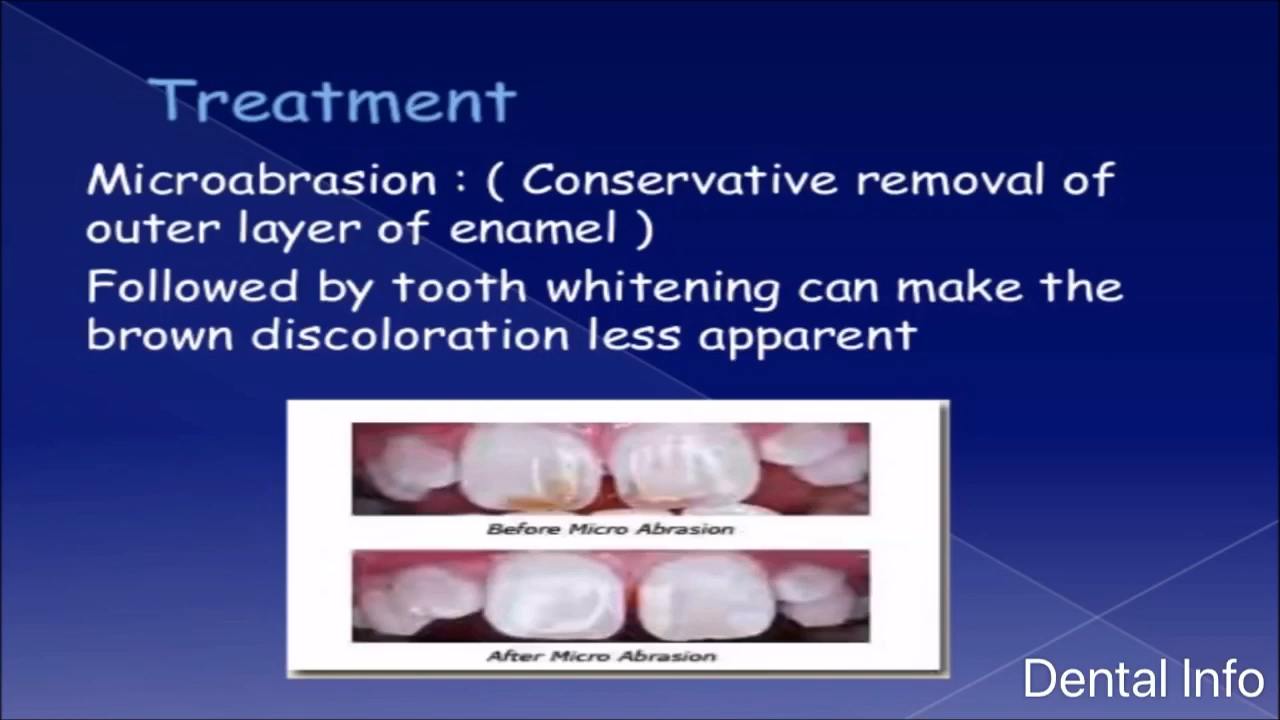 Treatment
Microabrasion : ( Conservative removal of
outer layer of enamel )
Followed by tooth whitening can make the
brown discoloration less apparent
Before Micro Abrasion
After Micro Abrasion
Dental Info